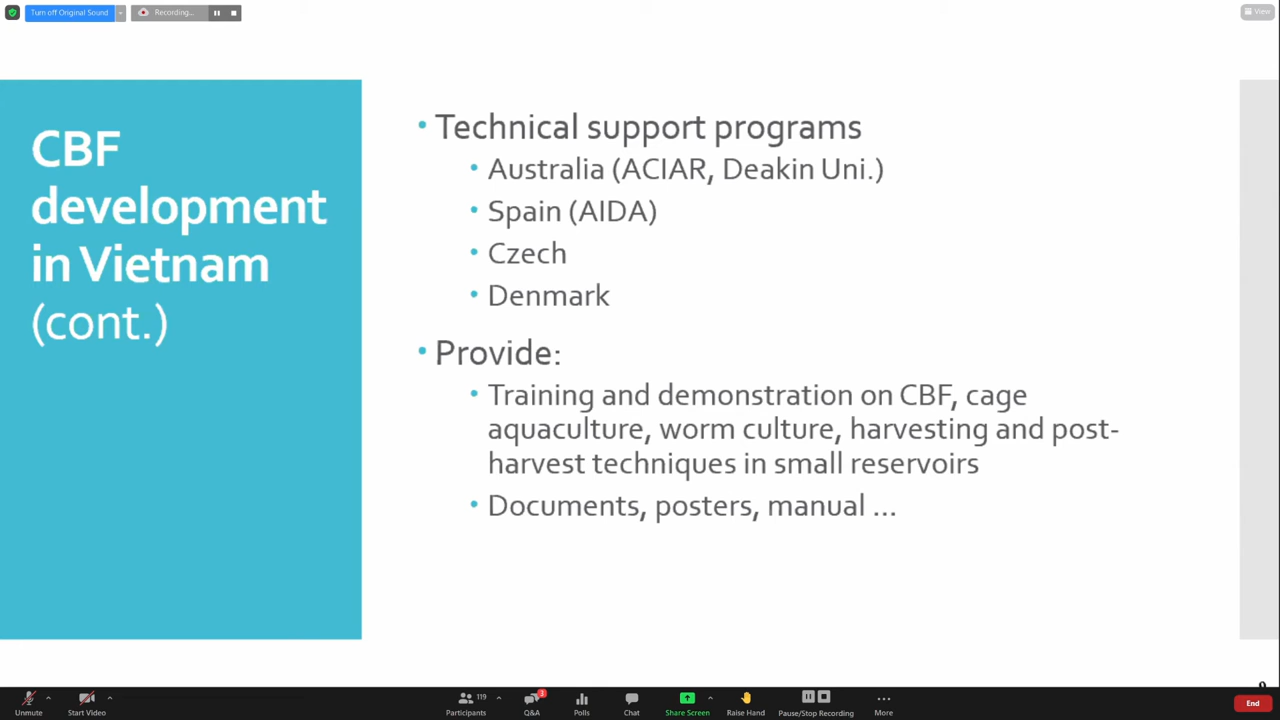 Turn off Original Sound
Recording...
View
CBF
development
in Vietnam
(cont.)
• Technical support programs
• Australia (ACIAR, Deakin Uni.)
• Spain (AIDA)
• Czech
• Denmark
• Provide:
• Training and demonstration on CBF, cage
aquaculture, worm culture, harvesting and post-
harvest techniques in small reservoirs
• Documents, posters, manual ...
Unmute
Start Video
Participants
119
Q&A
3
Polls
Chat
Share Screen
Raise Hand
Pause/Stop Recording
More
End